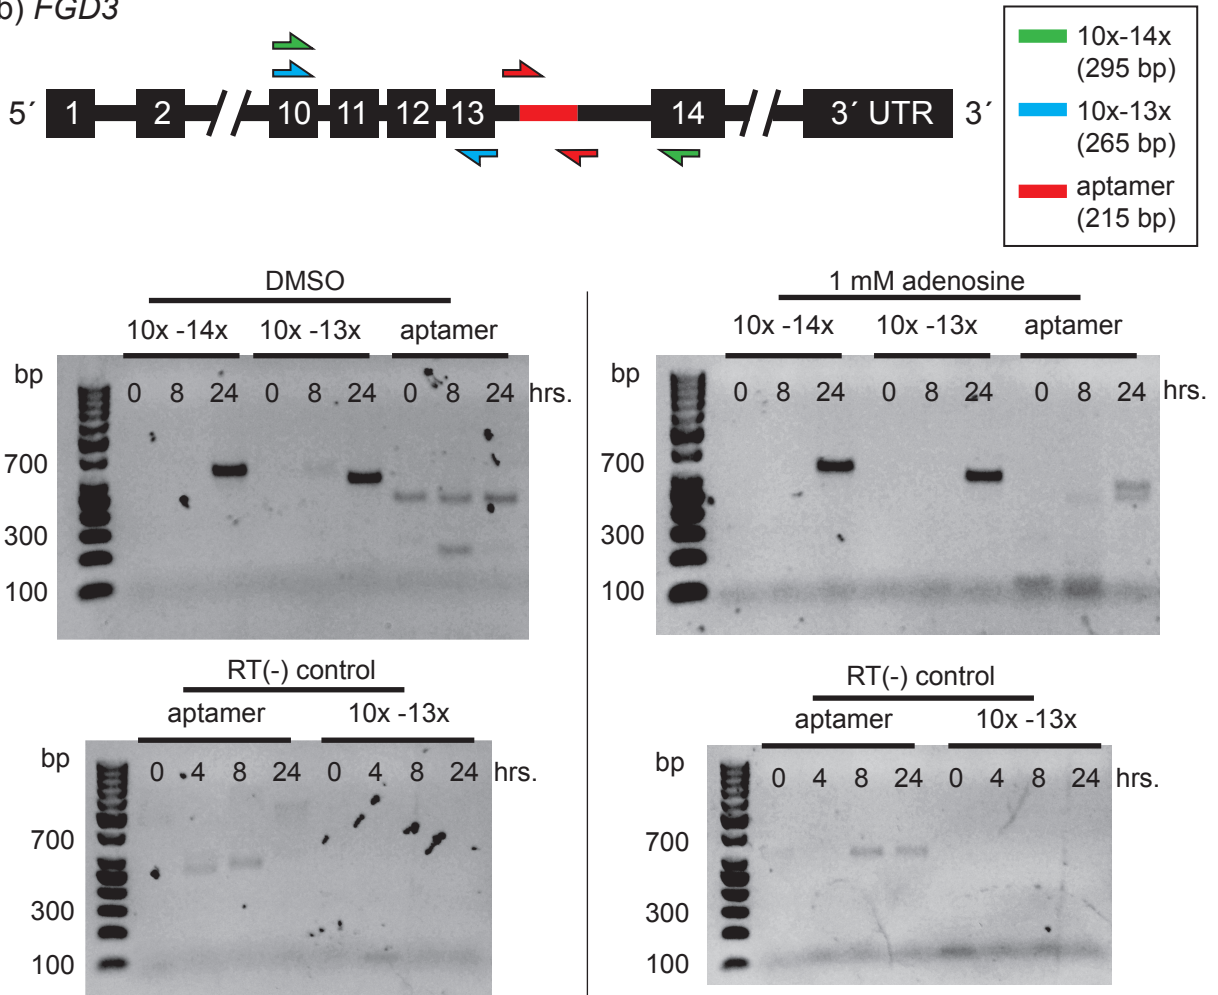 b) FGD3
5´ 1 2 10 11 12 13 14 3´ UTR 3´
10x-14x
(295 bp)
10x-13x
(265 bp)
aptamer
(215 bp)
DMSO
10x -14x 10x -13x aptamer
bp
0 8 24 0 8 24 0 8 24 hrs.
700
300
100
1 mM adenosine
10x -14x 10x -13x aptamer
bp
0 8 24 0 8 24 0 8 24 hrs.
700
300
100
RT(-) control
aptamer 10x -13x
bp
0 4 8 24 0 4 8 24 hrs.
700
300
100
RT(-) control
aptamer 10x -13x
bp
0 4 8 24 0 4 8 24 hrs.
700
300
100